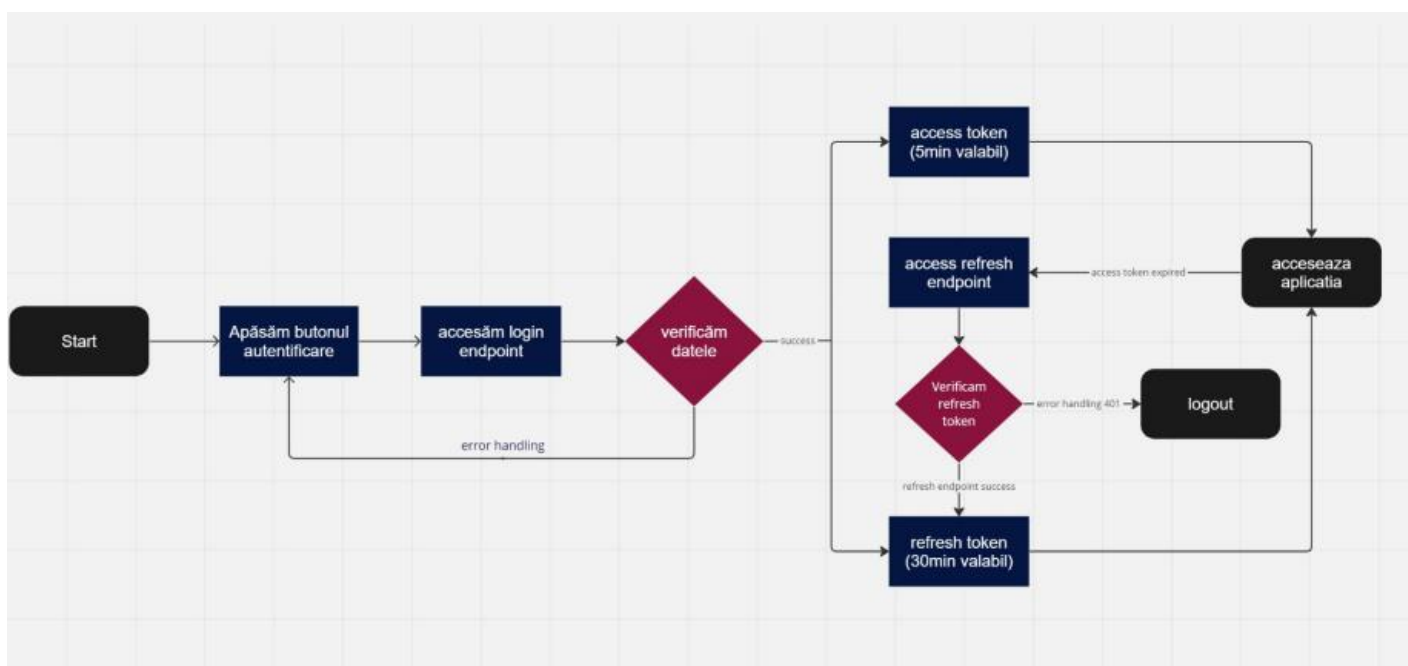 Start
Apăsăm butonul
autentificare
accesăm login
endpoint
verificăm
datele
error handling
success
access token
(5min valabil)
access refresh
endpoint
access token expired
acceseaza
aplicatia
Verificam
refresh
token
error handling 401
logout
refresh endpoint success
refresh token
(30min valabil)